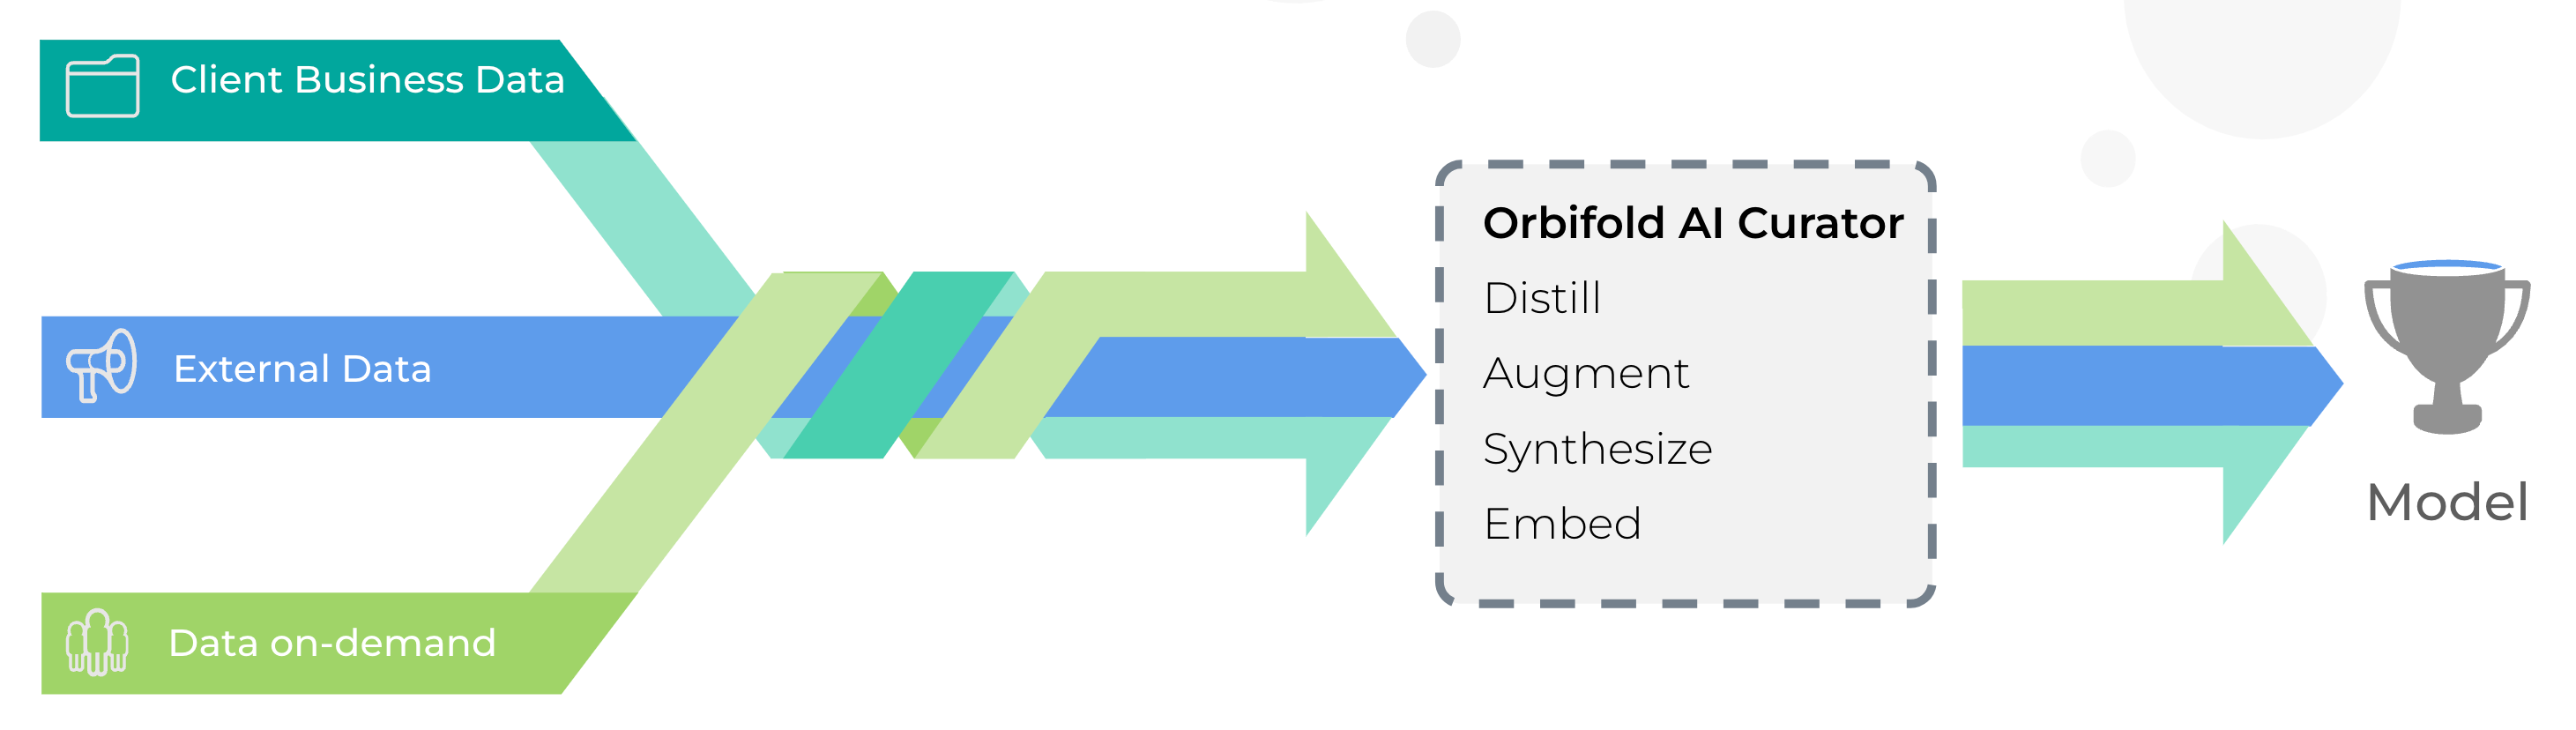 Client Business Data
External Data
Data on-demand
Orbifold AI Curator
Distill
Augment
Synthesize
Embed
Model